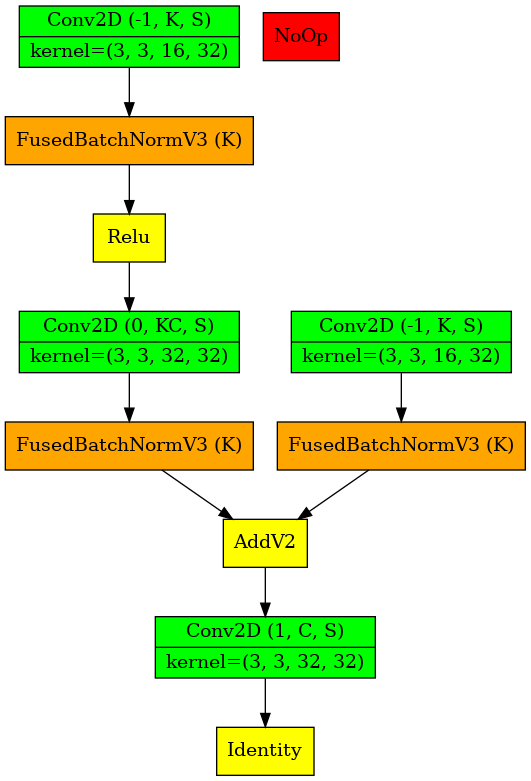 Conv2D (-1, K, S)
kernel=(3, 3, 16, 32)
NoOp
FusedBatchNormV3 (K)
Relu
Conv2D (0, KC, S)
kernel=(3, 3, 32, 32)
Conv2D (-1, K, S)
kernel=(3, 3, 16, 32)
FusedBatchNormV3 (K)
FusedBatchNormV3 (K)
AddV2
Conv2D (1, C, S)
kernel=(3, 3, 32, 32)
Identity